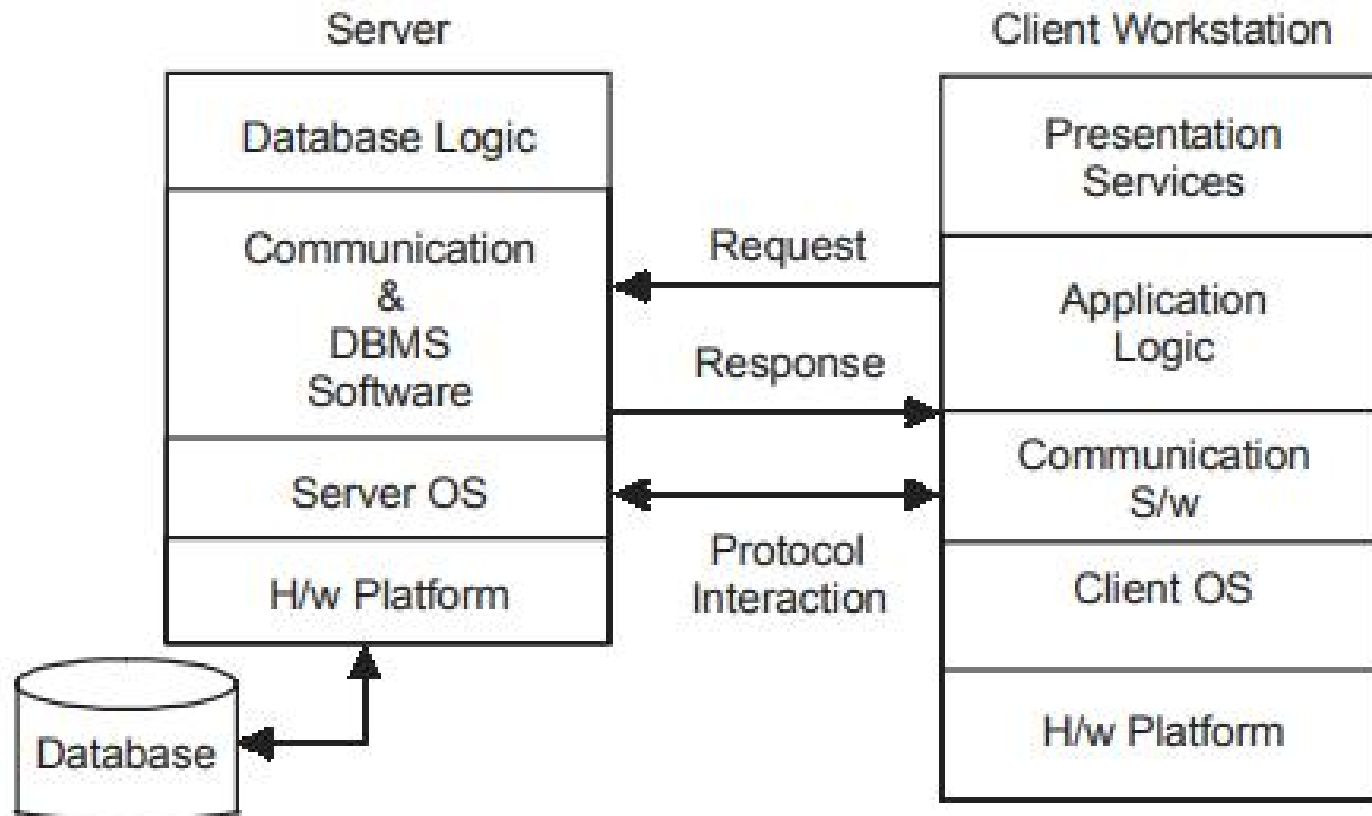 Server
Database Logic
Communication
&
DBMS
Software
Server OS
H/w Platform
Database
Request
Response
Protocol
Interaction
Client Workstation
Presentation
Services
Application
Logic
Communication
S/w
Client OS
H/w Platform